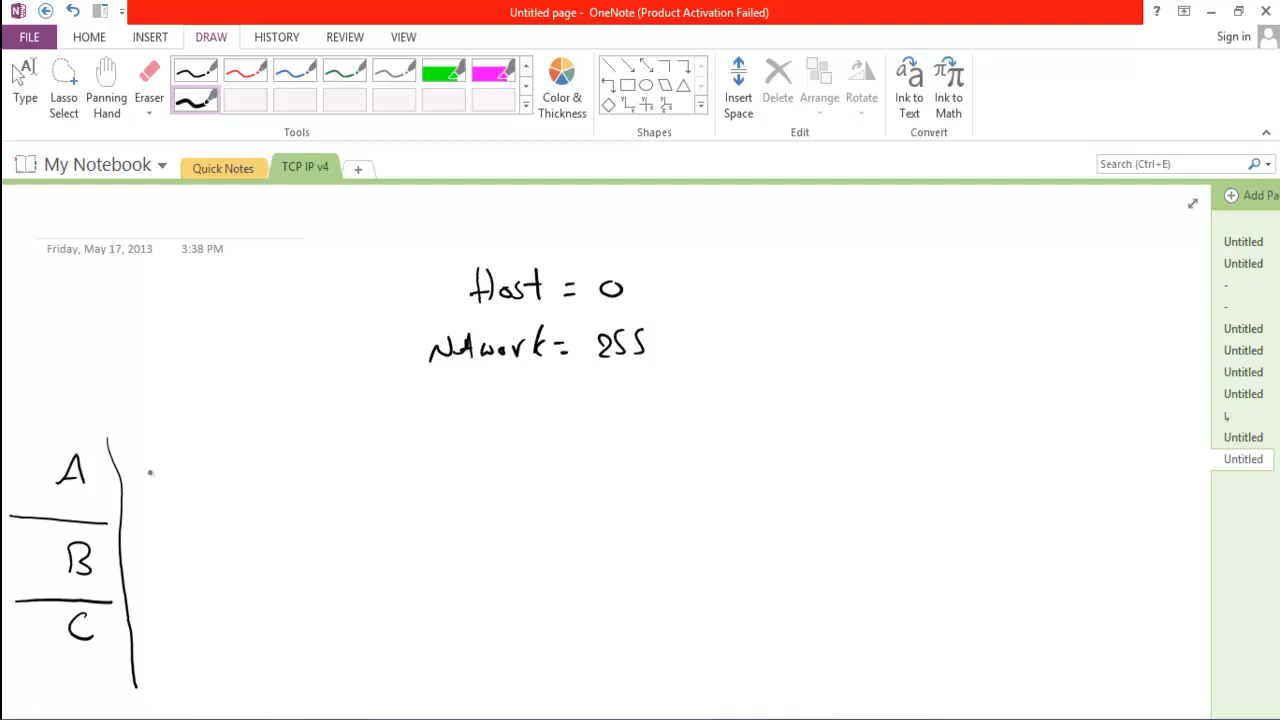 Untitled page - OneNote (Product Activation Failed)
?
FILE HOME INSERT DRAW HISTORY REVIEW VIEW
Sign in
Type
Lasso Select
Panning Hand
Eraser
Color & Thickness
Insert Space
Delete
Arrange
Rotate
Ink to Text
Ink to Math
Tools
Shapes
Edit
Convert
My Notebook
Quick Notes
TCP IP v4
Search (Ctrl+E)
Add Pa
Friday, May 17, 2013 3:38 PM
Host = 0
Network = 255
A
B
C
Untitled
Untitled
-
-
Untitled
Untitled
Untitled
Untitled
Untitled
Untitled